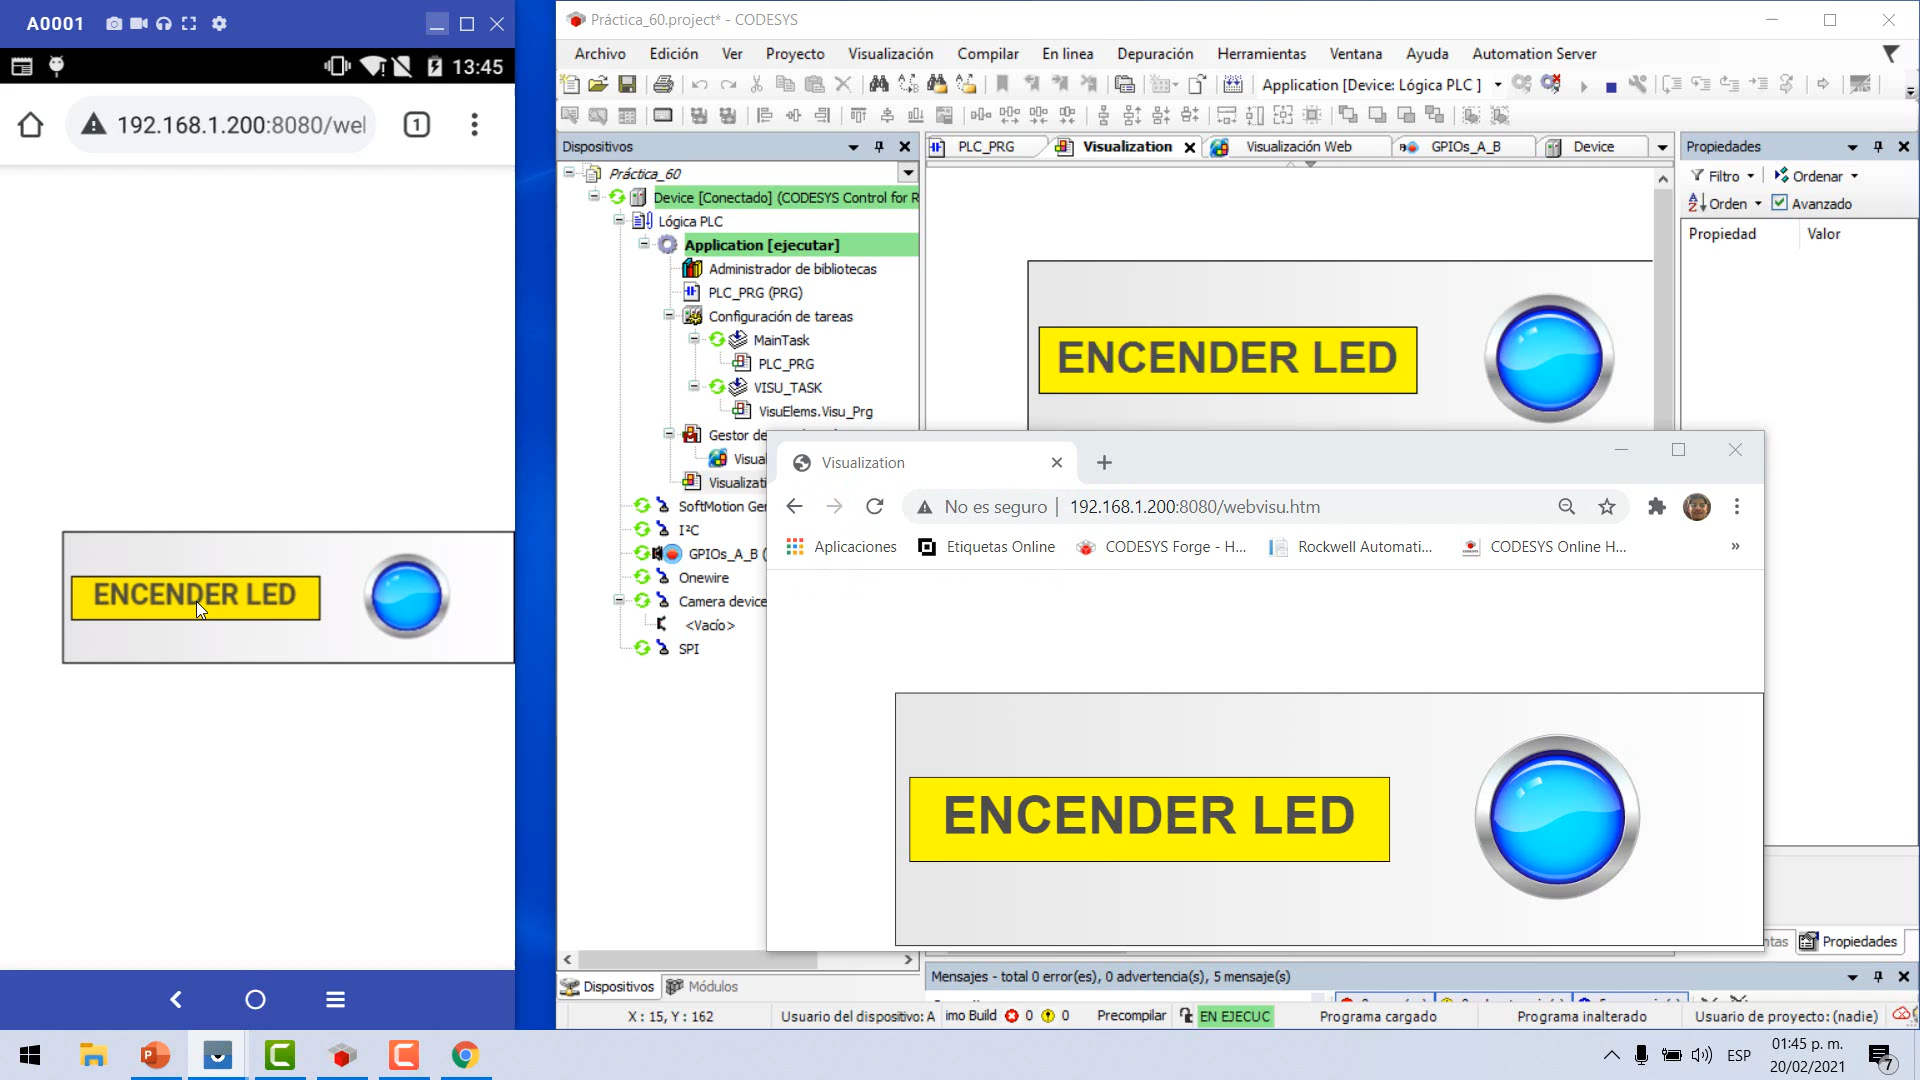 A0001
13:45
192.168.1.200:8080/wel
1
ENCENDER LED
Práctica_60.project* - CODESYS
Archivo Edición Ver Proyecto Visualización Compilar En linea Depuración Herramientas Ventana Ayuda Automation Server
Application [Device: Lógica PLC ]
Dispositivos
PLC_PRG Visualization Visualización Web GPIOs_A_B Device
Práctica_60
Device [Conectado] (CODESYS Control for R
Lógica PLC
Application [ejecutar]
Administrador de bibliotecas
PLC_PRG (PRG)
Configuración de tareas
MainTask
PLC_PRG
VISU_TASK
VisuElems.Visu_Prg
Gestor de
Visual
Visualizati
SoftMotion Ge
I²C
GPIOs_A_B (
Onewire
Camera device
<Vacío>
SPI
Dispositivos Módulos
ENCENDER LED
Propiedades
Filtro Ordenar
Orden Avanzado
Propiedad Valor
Visualization
No es seguro 192.168.1.200:8080/webvisu.htm
Aplicaciones Etiquetas Online CODESYS Forge - H... Rockwell Automati... CODESYS Online H... »
ENCENDER LED
ntas Propiedades
Mensajes - total 0 error(es), 0 advertencia(s), 5 mensaje(s)
X : 15, Y : 162 Usuario del dispositivo: A imo Build 0 0 Precompilar EN EJECUC Programa cargado Programa inalterado Usuario de proyecto: (nadie)
ESP
01:45 p. m.
20/02/2021
7